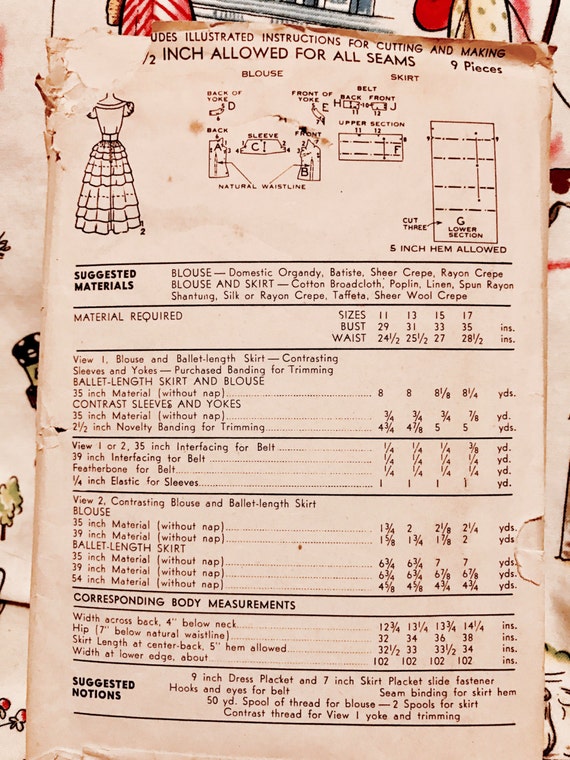 UDES ILLUSTRATED INSTRUCTIONS FOR CUTTING AND MAKING
/2 INCH ALLOWED FOR ALL SEAMS 9 Pieces
BLOUSE SKIRT
BACK OF YOKE D
FRONT OF YOKE E
BELT
BACK FRONT
H 10 J
11 12
BACK SLEEVE FRONT
A C B
NATURAL WAISTLINE
UPPER SECTION
11 12
F
CUT THREE
G
LOWER SECTION
5 INCH HEM ALLOWED
2
SUGGESTED MATERIALS
BLOUSE — Domestic Organdy, Batiste, Sheer Crepe, Rayon Crepe
BLOUSE AND SKIRT — Cotton Broadcloth, Poplin, Linen, Spun Rayon
Shantung, Silk or Rayon Crepe, Taffeta, Sheer Wool Crepe
MATERIAL REQUIRED SIZES 11 13 15 17
BUST 29 31 33 35 ins.
WAIST 24½ 25½ 27 28½ ins.
View 1, Blouse and Ballet-length Skirt — Contrasting
Sleeves and Yokes — Purchased Banding for Trimming
BALLET-LENGTH SKIRT AND BLOUSE
35 inch Material (without nap) 8 8 8⅛ 8¼ yds.
CONTRAST SLEEVES AND YOKES
35 inch Material (without nap) ¾ ¾ ¾ ⅞ yd.
2½ inch Novelty Banding for Trimming 4¾ 4⅞ 5 5 yds.
View 1 or 2, 35 inch Interfacing for Belt ¼ ¼ ¼ ⅜ yd.
39 inch Interfacing for Belt ¼ ¼ ¼ ¼ yd.
Featherbone for Belt ¼ ¼ ¼ ¼ yd.
¼ inch Elastic for Sleeves 1 1 1 1 yd.
View 2, Contrasting Blouse and Ballet-length Skirt
BLOUSE
35 inch Material (without nap) 1¾ 2 2⅛ 2¼ yds.
39 inch Material (without nap) 1⅝ 1¾ 1⅞ 2 yds.
BALLET-LENGTH SKIRT
35 inch Material (without nap) 6¾ 6¾ 7 7 yds.
39 inch Material (without nap) 6¾ 6¾ 6⅞ 6⅞ yds.
54 inch Material (without nap) 4⅝ 4⅝ 4¾ 4¾ yds.
CORRESPONDING BODY MEASUREMENTS
Width across back, 4" below neck 12¾ 13¼ 13¾ 14¼ ins.
Hip (7" below natural waistline) 32 34 36 38 ins.
Skirt Length at center-back, 5" hem allowed 32½ 33 33½ 34 ins.
Width at lower edge, about 102 102 102 102 ins.
SUGGESTED NOTIONS
9 inch Dress Placket and 7 inch Skirt Placket slide fastener
Hooks and eyes for belt Seam binding for skirt hem
50 yd. Spool of thread for blouse — 2 Spools for skirt
Contrast thread for View 1 yoke and trimming